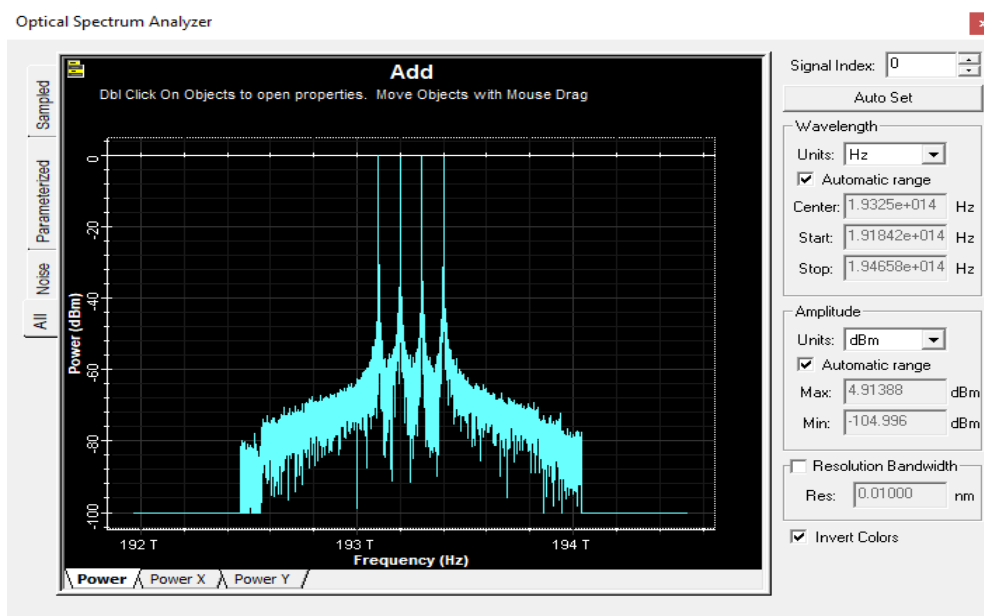 Optical Spectrum Analyzer
Add
Dbl Click On Objects to open properties. Move Objects with Mouse Drag
Sampled
Parameterized
Noise
All
Power (dBm)
0
-20
-40
-60
-80
-100
192 T
193 T
194 T
Frequency (Hz)
Power
Power X
Power Y
Signal Index: 0
Auto Set
Wavelength
Units: Hz
Automatic range
Center: 1.9325e+014 Hz
Start: 1.91842e+014 Hz
Stop: 1.94658e+014 Hz
Amplitude
Units: dBm
Automatic range
Max: 4.91388 dBm
Min: -104.996 dBm
Resolution Bandwidth
Res: 0.01000 nm
Invert Colors